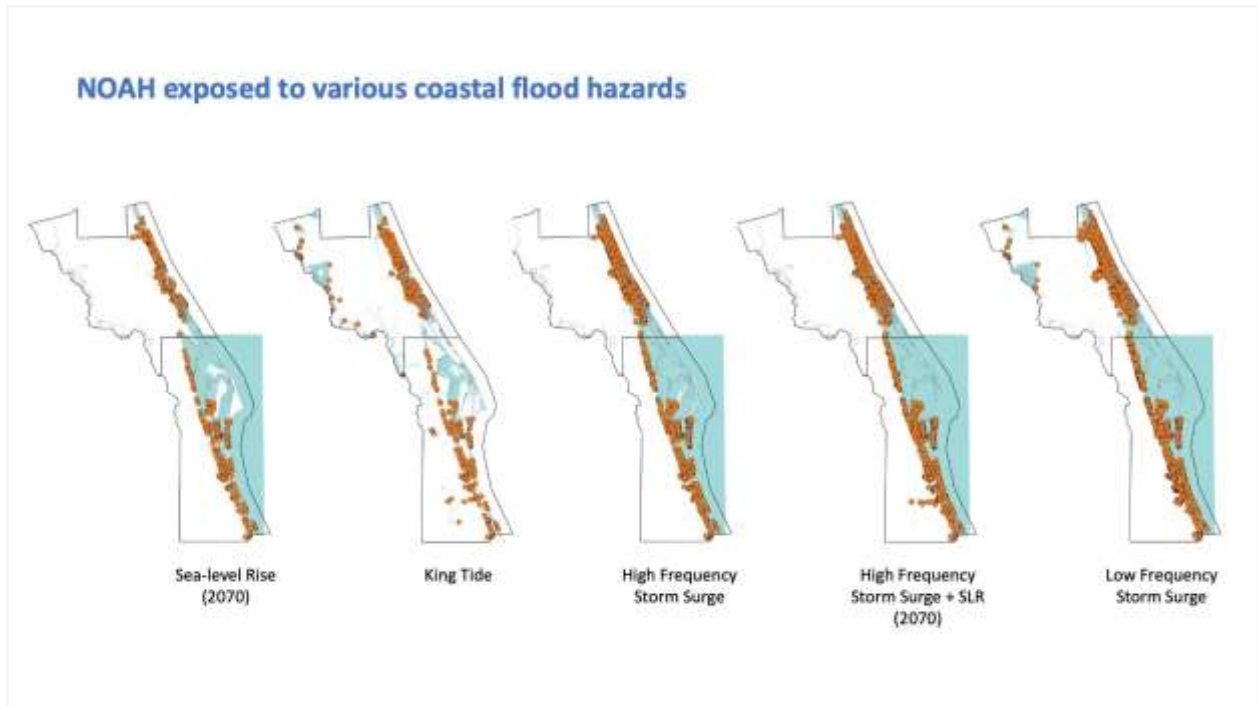 NOAH exposed to various coastal flood hazards
Sea-level Rise
(2070)
King Tide
High Frequency
Storm Surge
High Frequency
Storm Surge + SLR
(2070)
Low Frequency
Storm Surge